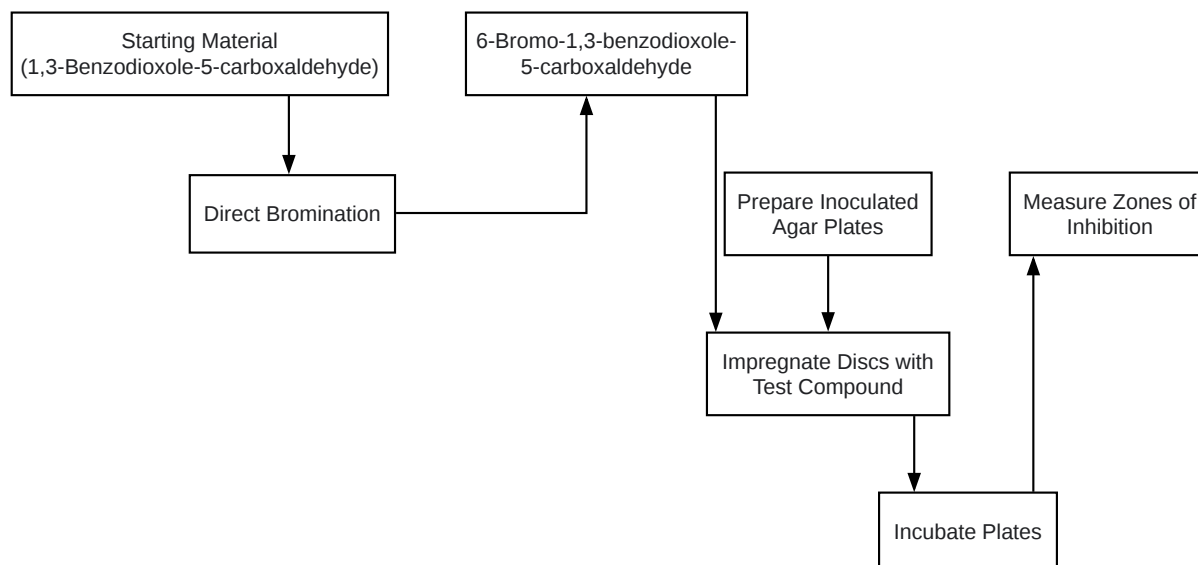 Starting Material
(1,3-Benzodioxole-5-carboxaldehyde)
6-Bromo-1,3-benzodioxole-
5-carboxaldehyde
Direct Bromination
Prepare Inoculated
Agar Plates
Measure Zones of
Inhibition
Impregnate Discs with
Test Compound
Incubate Plates